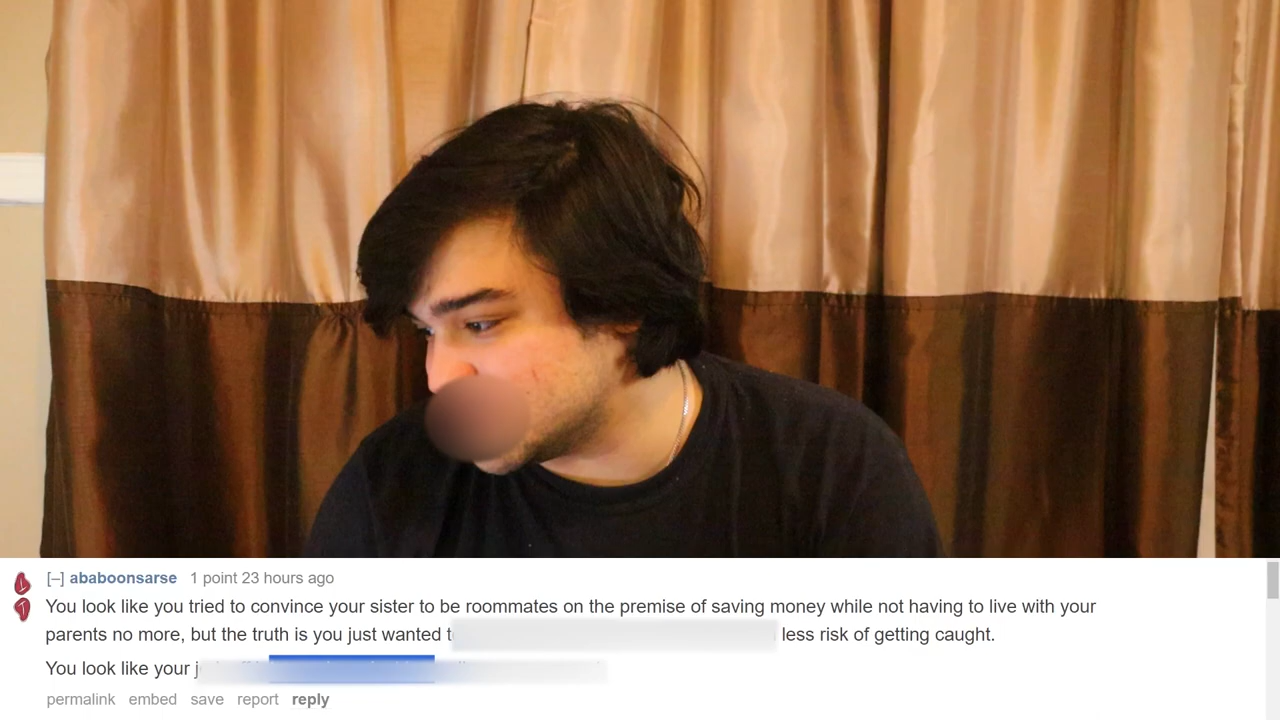 [–] ababoonsarse 1 point 23 hours ago
You look like you tried to convince your sister to be roommates on the premise of saving money while not having to live with your
parents no more, but the truth is you just wanted less risk of getting caught.
You look like your
permalink embed save report reply